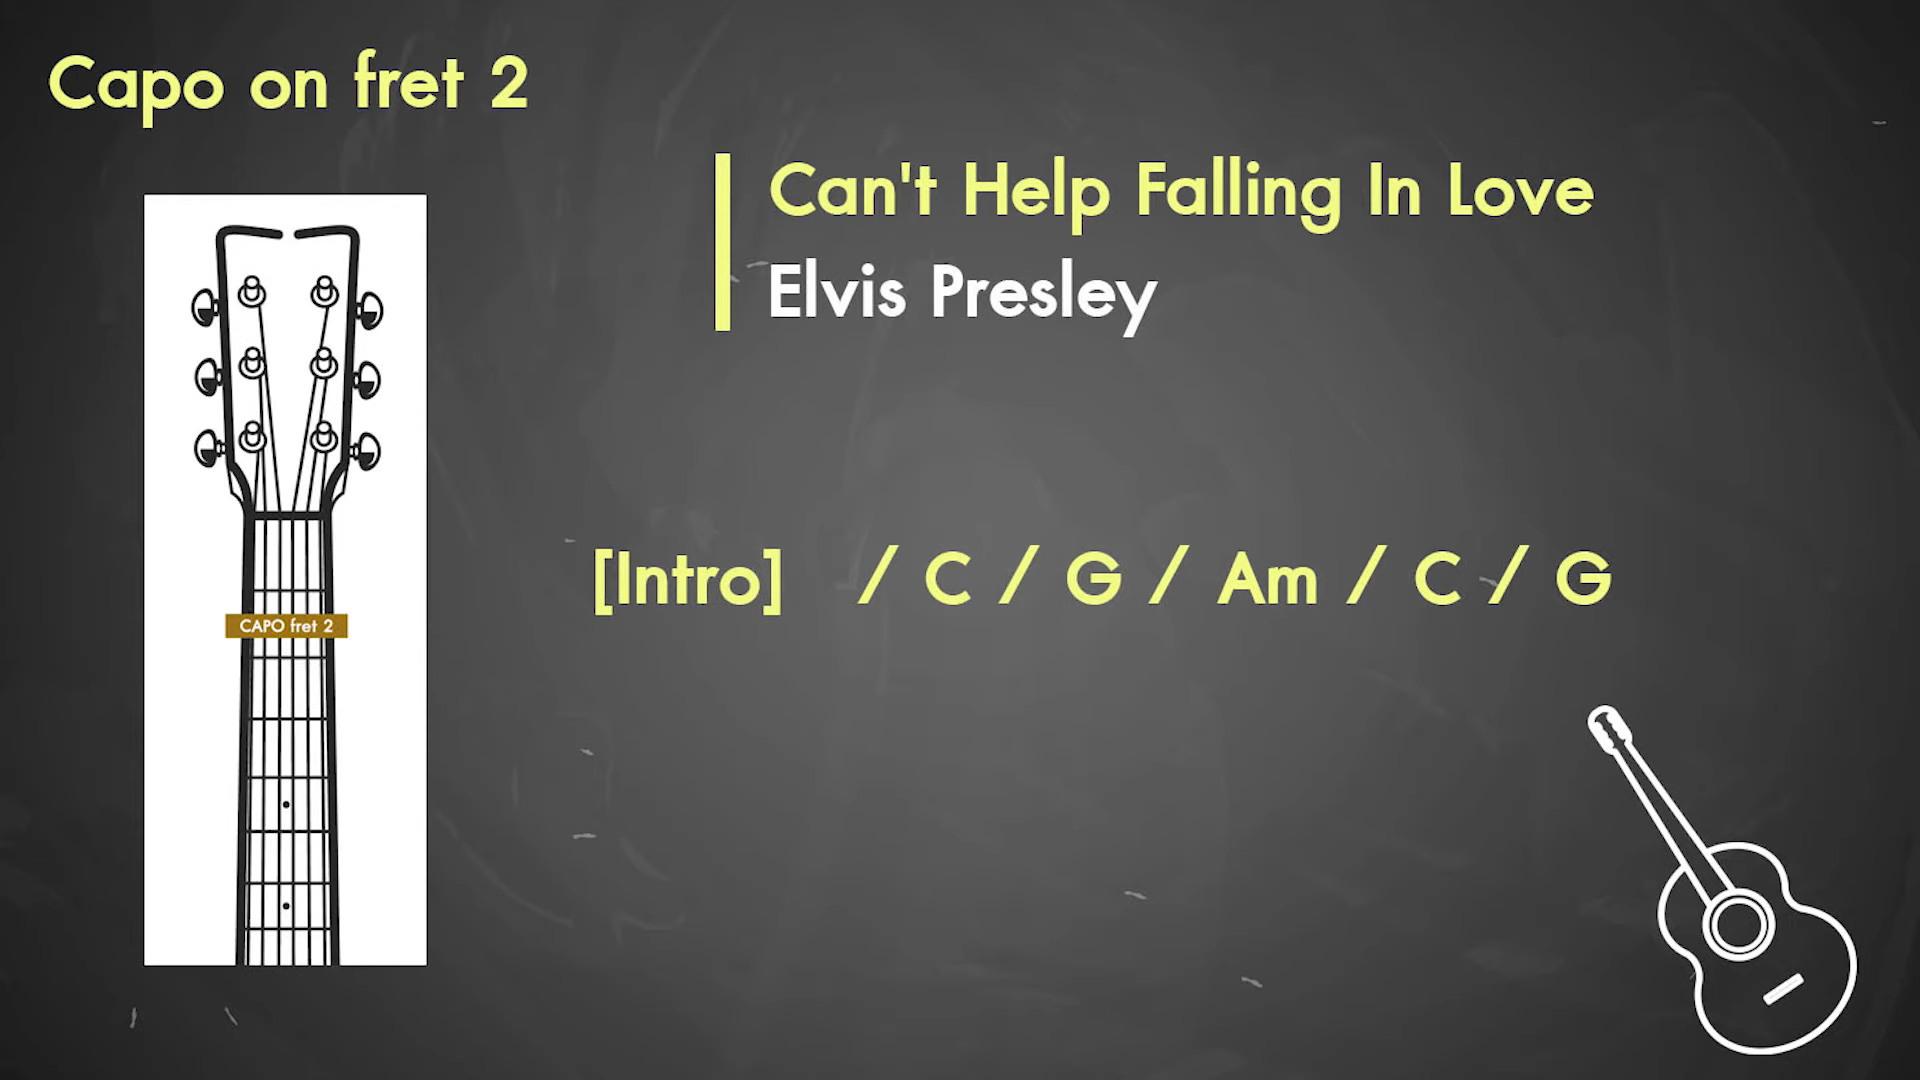 Capo on fret 2
Can't Help Falling In Love
Elvis Presley
[Intro] / C / G / Am / C / G
CAPO fret 2